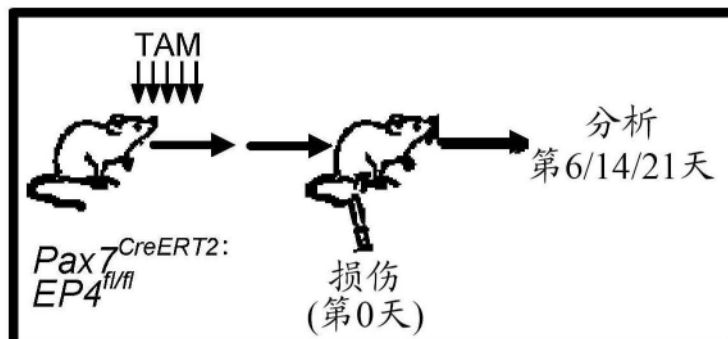 TAM
分析
第6/14/21天
Pax7CreERT2:
EP4fl/fl
损伤
(第0天)